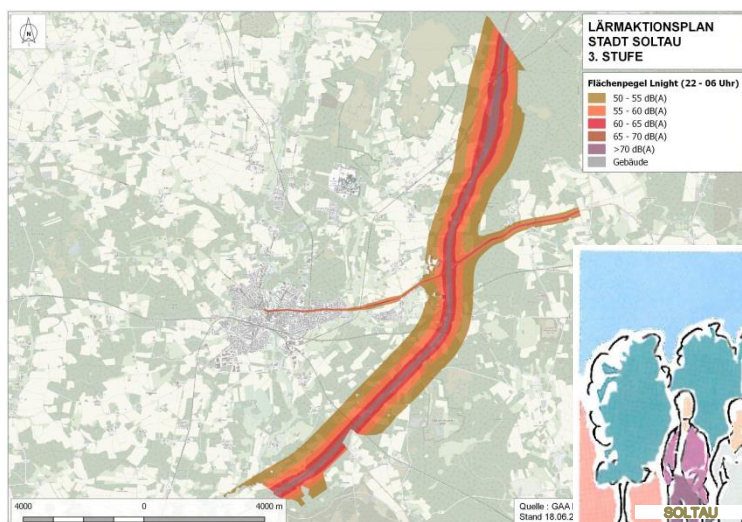 LÄRMAKTIONSPLAN
STADT SOLTAU
3. STUFE
Flächenpegel Lnight (22 - 06 Uhr)
50 - 55 dB(A)
55 - 60 dB(A)
60 - 65 dB(A)
65 - 70 dB(A)
>70 dB(A)
Gebäude
4000 0 4000 m
Quelle : GAA
Stand 18.06.2
SOLTAU